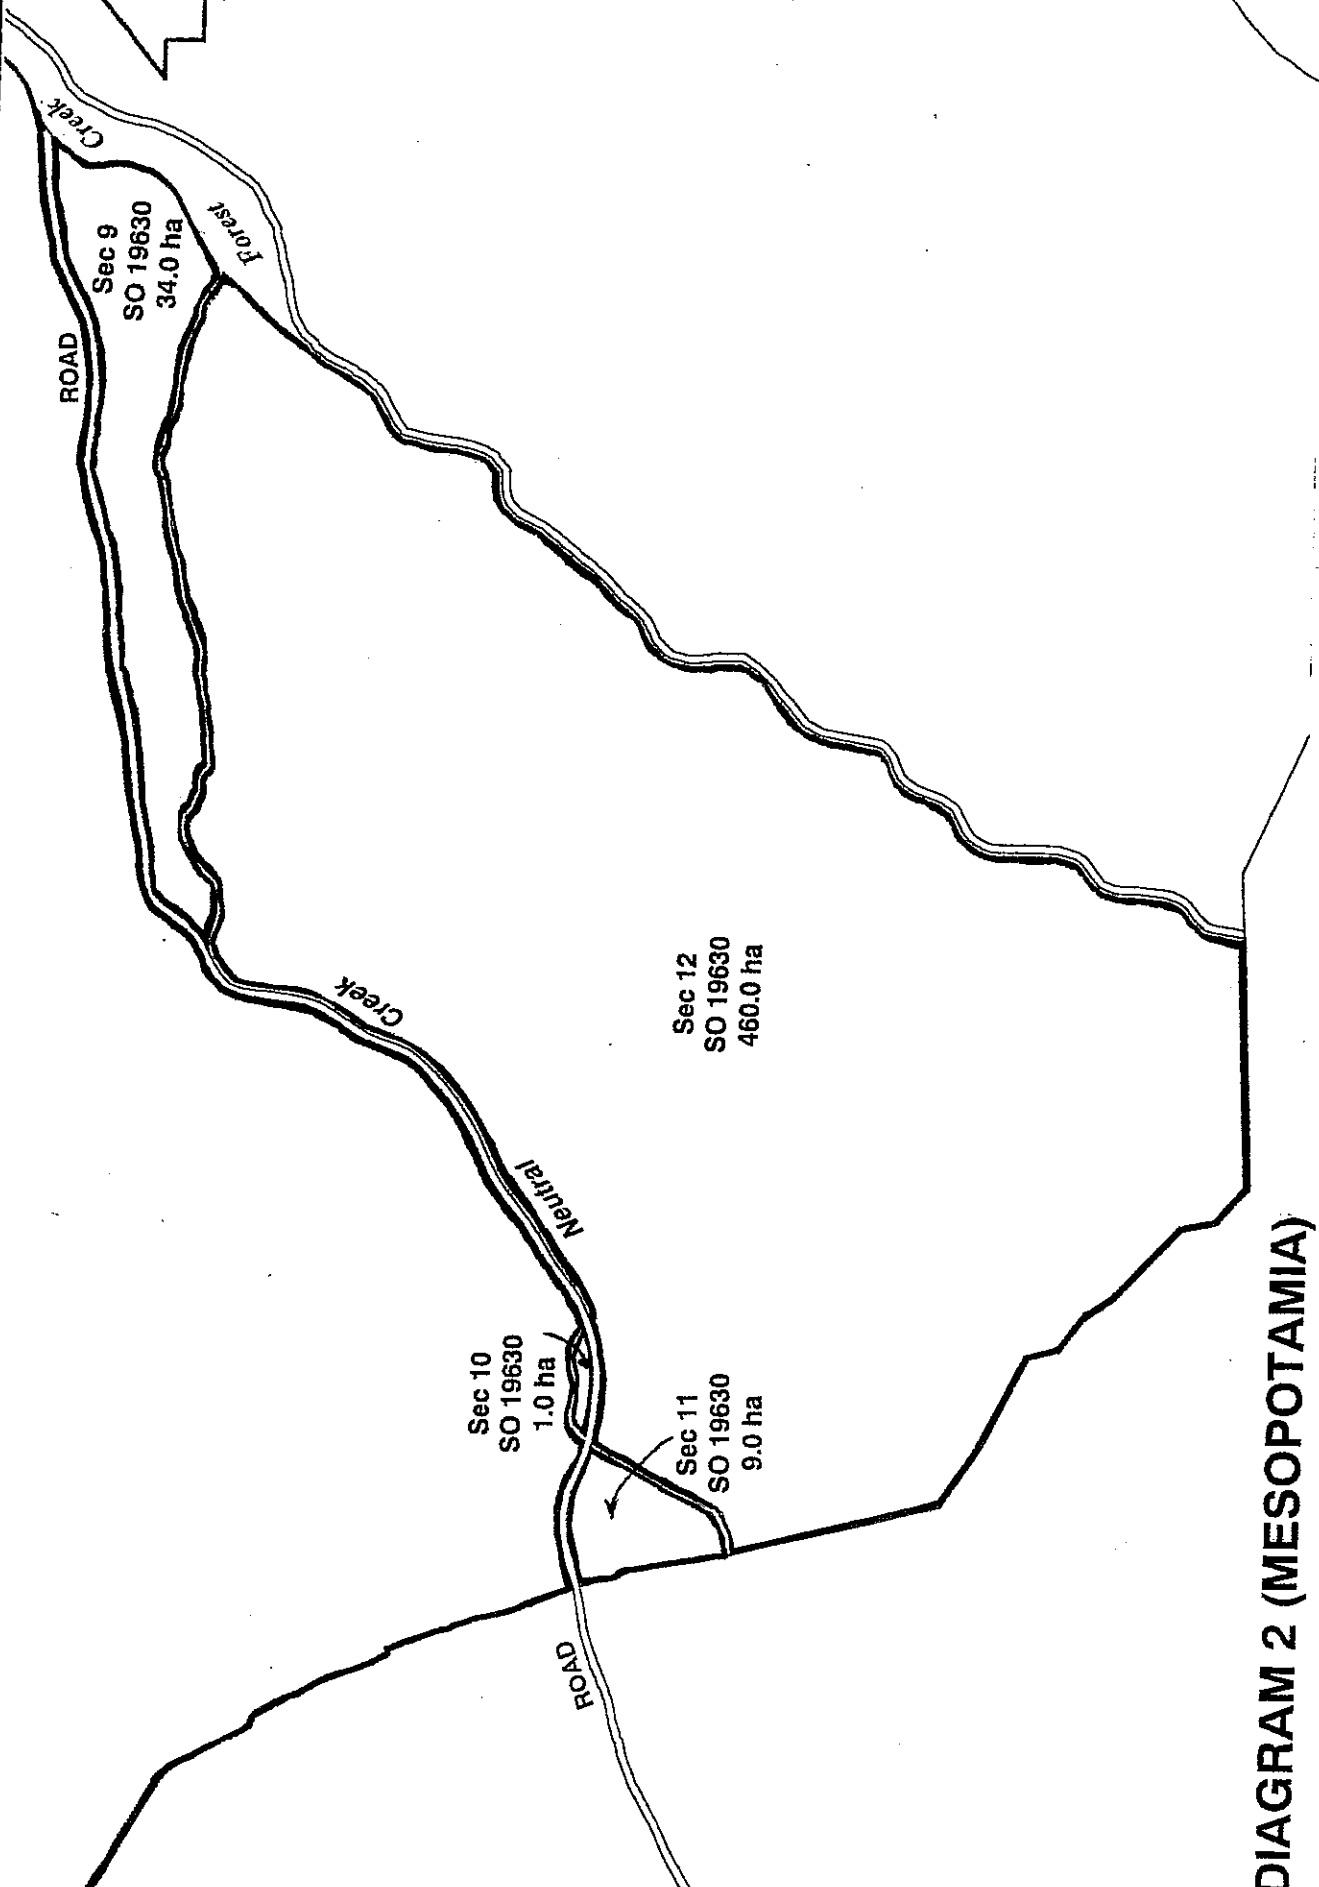 Creek
Forest
Sec 9
SO 19630
34.0 ha
ROAD
Creek
Neutral
Sec 12
SO 19630
460.0 ha
Sec 10
SO 19630
1.0 ha
Sec 11
SO 19630
9.0 ha
ROAD
DIAGRAM 2 (MESOPOTAMIA)